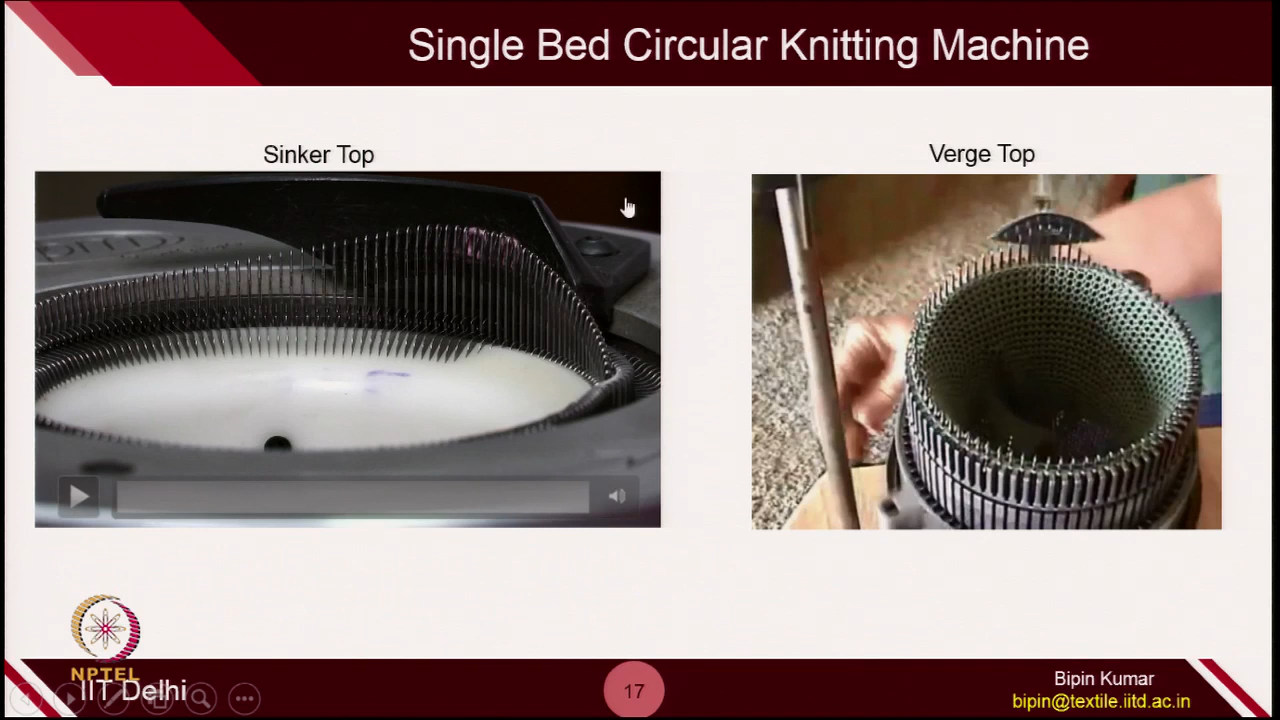 Single Bed Circular Knitting Machine
Sinker Top
Verge Top
NPTEL
IIT Delhi
17
Bipin Kumar
bipin@textile.iitd.ac.in